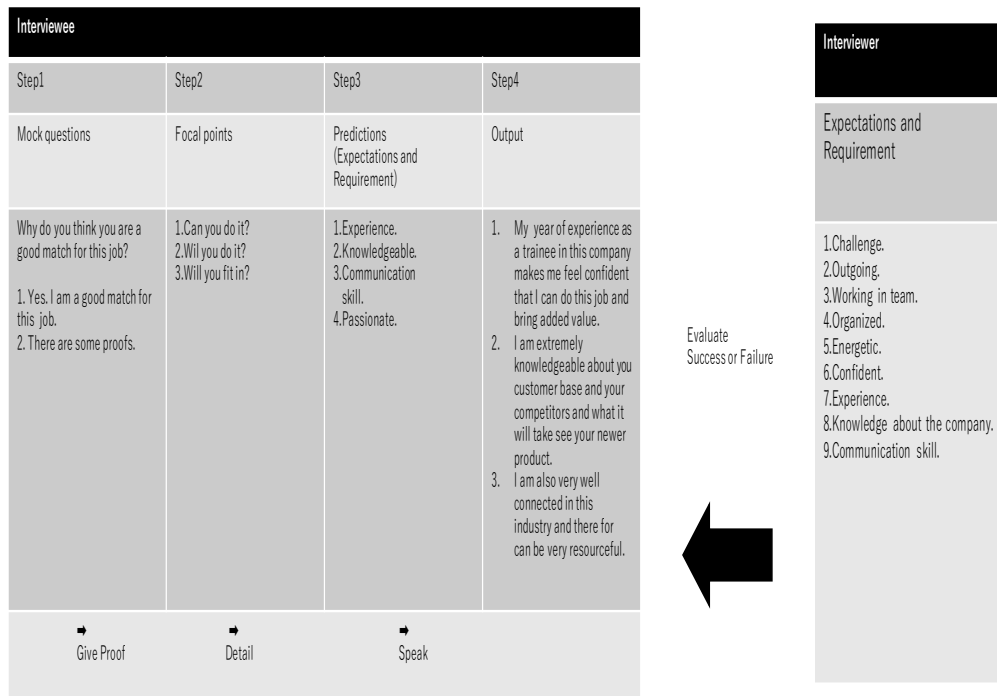 Interviewee
Step1
Step2
Step3
Step4
Mock questions
Focal points
Predictions
(Expectations and
Requirement)
Output
Why do you think you are a
good match for this job?
1. Yes. I am a good match for
this job.
2. There are some proofs.
1.Can you do it?
2.Wil you do it?
3.Will you fit in?
1.Experience.
2.Knowledgeable.
3.Communication
skill.
4.Passionate.
1. My year of experience as
a trainee in this company
makes me feel confident
that I can do this job and
bring added value.
2. I am extremely
knowledgeable about you
customer base and your
competitors and what it
will take see your newer
product.
3. I am also very well
connected in this
industry and there for
can be very resourceful.
➡
Give Proof
➡
Detail
➡
Speak
Evaluate
Success or Failure
Interviewer
Expectations and
Requirement
1.Challenge.
2.Outgoing.
3.Working in team.
4.Organized.
5.Energetic.
6.Confident.
7.Experience.
8.Knowledge about the company.
9.Communication skill.